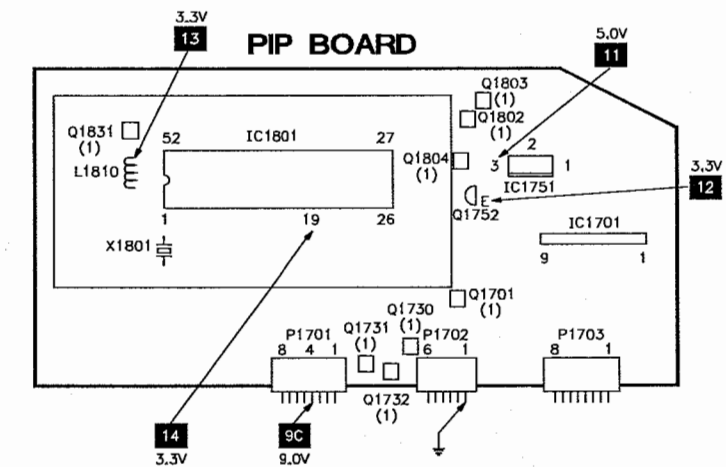 3.3V
13
PIP BOARD
5.0V
11
Q1803
(1)
Q1802
(1)
Q1831
(1)
52
IC1801
27
2
Q1804
(1)
3
1
IC1751
3.3V
12
L1810
E
Q1752
1
19
26
IC1701
9
1
X1801
Q1701
(1)
Q1730
(1)
Q1731
(1)
P1701
8 4 1
P1702
6 1
P1703
8 1
Q1732
(1)
14
3.3V
9C
9.0V